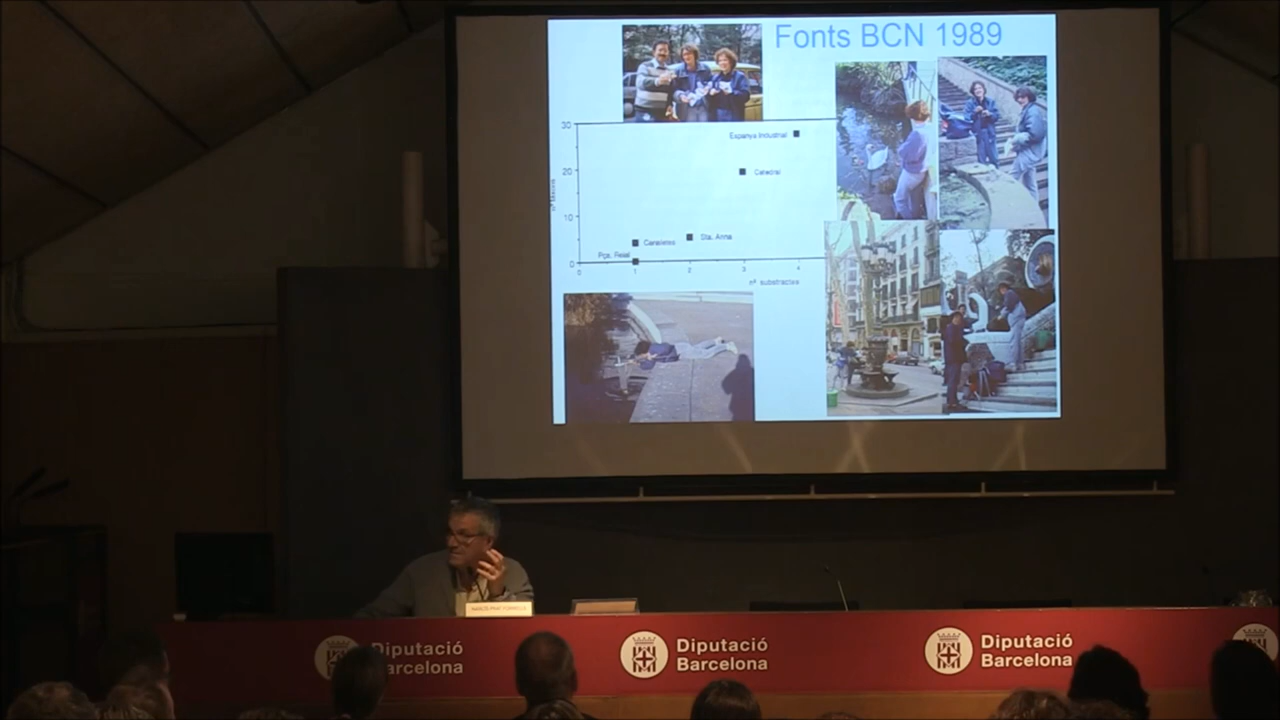 Fonts BCN 1989
30
Espanya Industrial
20
Catedral
10
Canaletes
Sta. Anna
Pça. Reial
0
0
1
2
3
4
nº substractes
Diputació
Barcelona
Diputació
Barcelona
Diputació
Barcelona